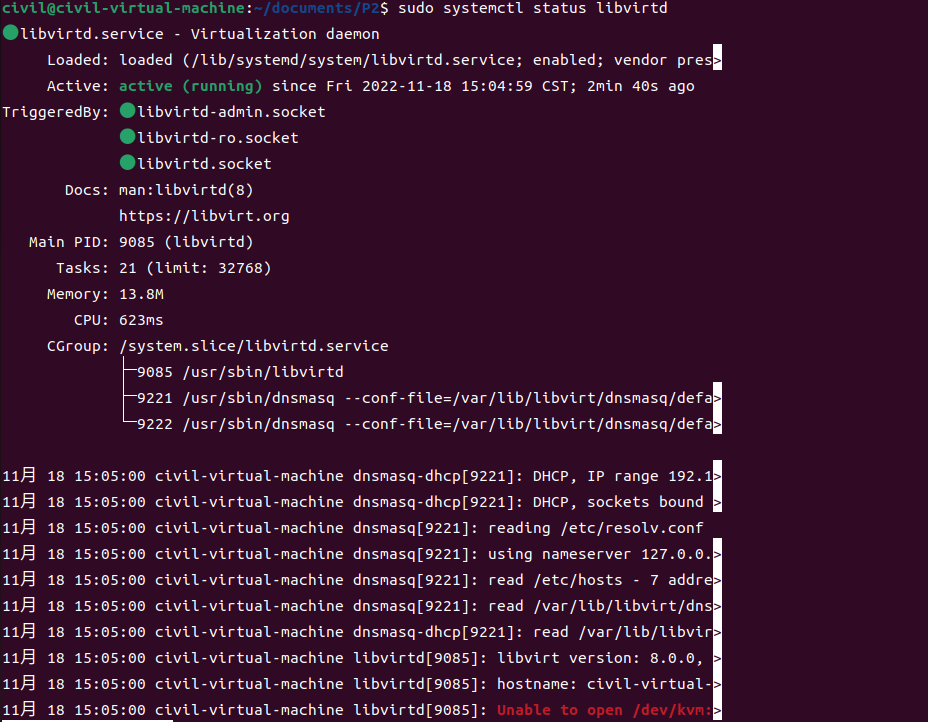 civil@civil-virtual-machine:~/documents/P2$ sudo systemctl status libvirtd
●libvirtd.service - Virtualization daemon
Loaded: loaded (/lib/systemd/system/libvirtd.service; enabled; vendor pres>
Active: active (running) since Fri 2022-11-18 15:04:59 CST; 2min 40s ago
TriggeredBy: ●libvirtd-admin.socket
●libvirtd-ro.socket
●libvirtd.socket
Docs: man:libvirtd(8)
https://libvirt.org
Main PID: 9085 (libvirtd)
Tasks: 21 (limit: 32768)
Memory: 13.8M
CPU: 623ms
CGroup: /system.slice/libvirtd.service
├─9085 /usr/sbin/libvirtd
├─9221 /usr/sbin/dnsmasq --conf-file=/var/lib/libvirt/dnsmasq/defa>
└─9222 /usr/sbin/dnsmasq --conf-file=/var/lib/libvirt/dnsmasq/defa>
11月 18 15:05:00 civil-virtual-machine dnsmasq-dhcp[9221]: DHCP, IP range 192.1>
11月 18 15:05:00 civil-virtual-machine dnsmasq-dhcp[9221]: DHCP, sockets bound >
11月 18 15:05:00 civil-virtual-machine dnsmasq[9221]: reading /etc/resolv.conf
11月 18 15:05:00 civil-virtual-machine dnsmasq[9221]: using nameserver 127.0.0.>
11月 18 15:05:00 civil-virtual-machine dnsmasq[9221]: read /etc/hosts - 7 addre>
11月 18 15:05:00 civil-virtual-machine dnsmasq[9221]: read /var/lib/libvirt/dns>
11月 18 15:05:00 civil-virtual-machine dnsmasq-dhcp[9221]: read /var/lib/libvir>
11月 18 15:05:00 civil-virtual-machine libvirtd[9085]: libvirt version: 8.0.0, >
11月 18 15:05:00 civil-virtual-machine libvirtd[9085]: hostname: civil-virtual->
11月 18 15:05:00 civil-virtual-machine libvirtd[9085]: Unable to open /dev/kvm:>